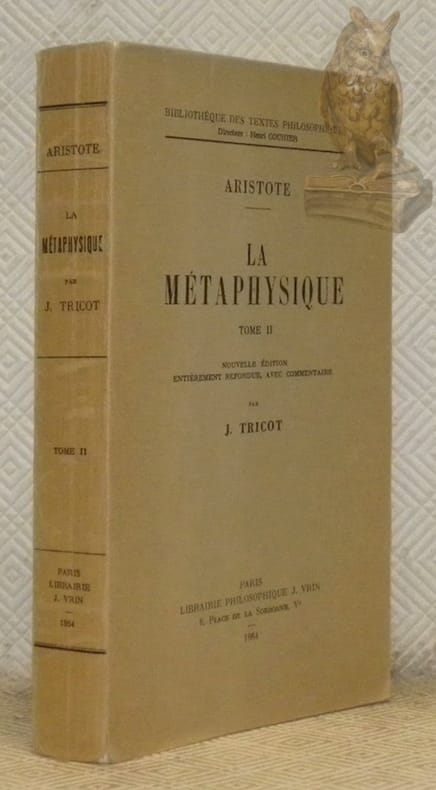 ARISTOTE
LA
MÉTAPHYSIQUE
PAR
J. TRICOT
TOME II
PARIS
LIBRAIRIE
J. VRIN
1964
BIBLIOTHÈQUE DES TEXTES
Directeur : Henri GOUHIER
ARISTOTE
LA
MÉTAPHYSIQUE
TOME II
NOUVELLE ÉDITION
ENTIÈREMENT REFONDUE, AVEC COMMENTAIRE
PAR
J. TRICOT
PARIS
LIBRAIRIE PHILOSOPHIQUE J. VRIN
6, PLACE DE LA SORBONNE, Vᵉ
1964